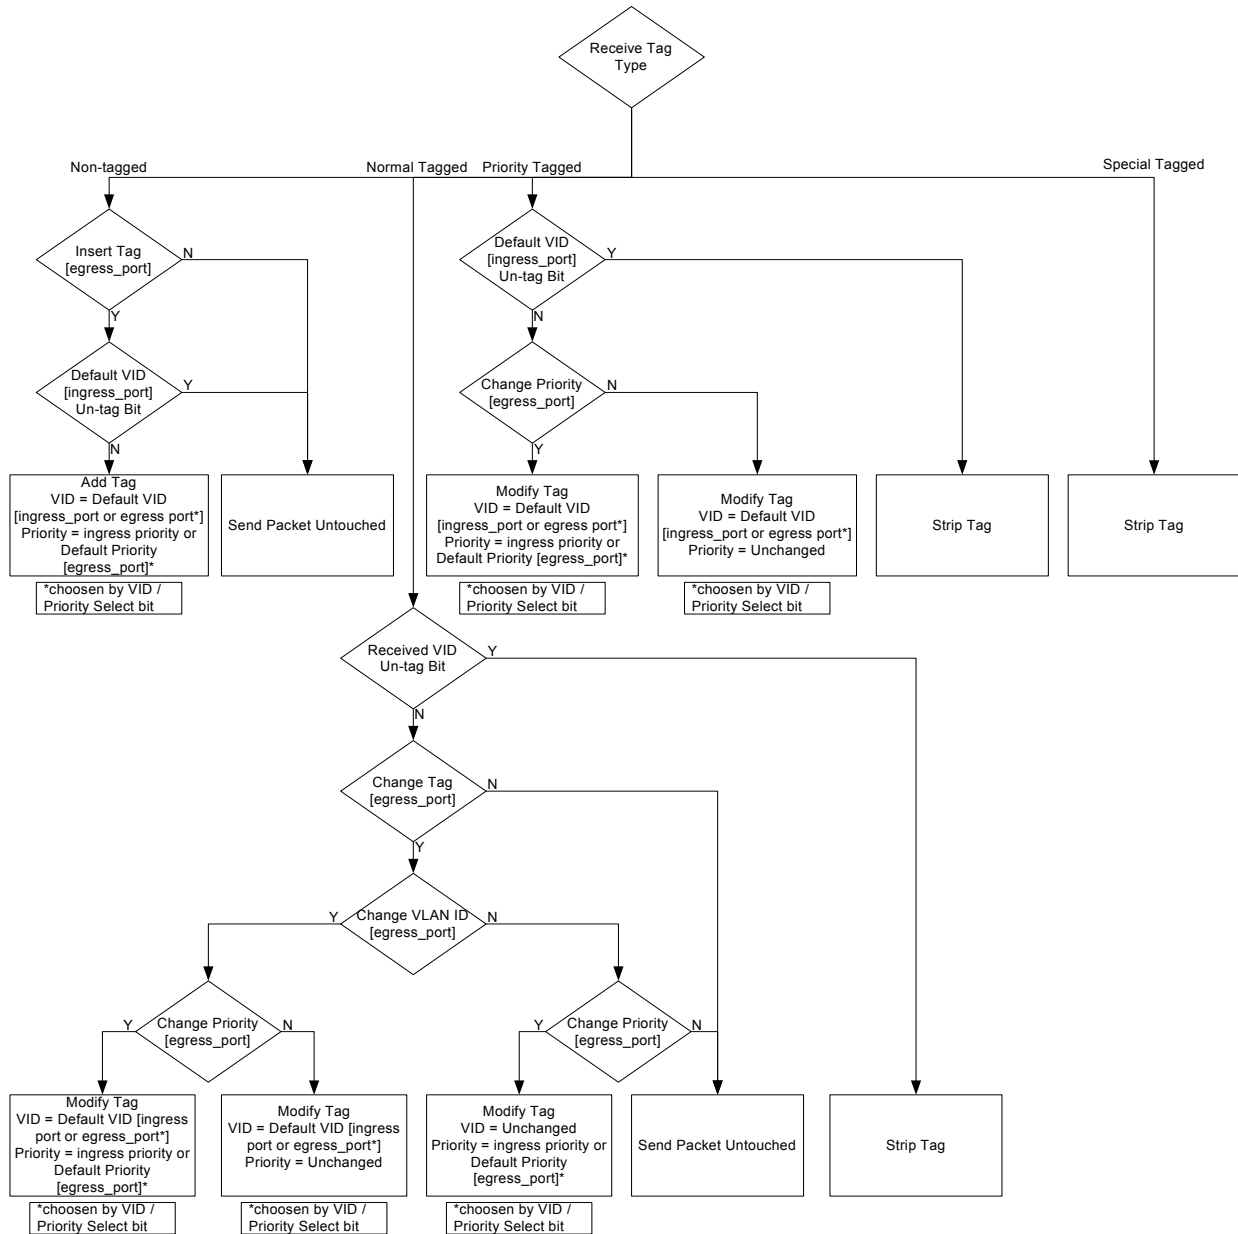 Receive Tag
Type
Non-tagged
Normal Tagged
Priority Tagged
Special Tagged
Insert Tag
[egress_port]
N
Y
Default VID
[ingress_port]
Un-tag Bit
Y
N
Default VID
[ingress_port]
Un-tag Bit
Y
N
Change Priority
[egress_port]
N
Y
Add Tag
VID = Default VID
[ingress_port or egress port*]
Priority = ingress priority or
Default Priority
[egress_port]*
*choosen by VID /
Priority Select bit
Send Packet Untouched
Modify Tag
VID = Default VID
[ingress_port or egress port*]
Priority = ingress priority or
Default Priority [egress_port]*
*choosen by VID /
Priority Select bit
Modify Tag
VID = Default VID
[ingress_port or egress port*]
Priority = Unchanged
*choosen by VID /
Priority Select bit
Strip Tag
Strip Tag
Received VID
Un-tag Bit
Y
N
Change Tag
[egress_port]
N
Y
Change VLAN ID
[egress_port]
Y
N
Change Priority
[egress_port]
Y
N
Change Priority
[egress_port]
Y
N
Modify Tag
VID = Default VID [ingress
port or egress_port*]
Priority = ingress priority or
Default Priority
[egress_port]*
*choosen by VID /
Priority Select bit
Modify Tag
VID = Default VID [ingress
port or egress_port*]
Priority = Unchanged
*choosen by VID /
Priority Select bit
Modify Tag
VID = Unchanged
Priority = ingress priority or
Default Priority
[egress_port]*
*choosen by VID /
Priority Select bit
Send Packet Untouched
Strip Tag